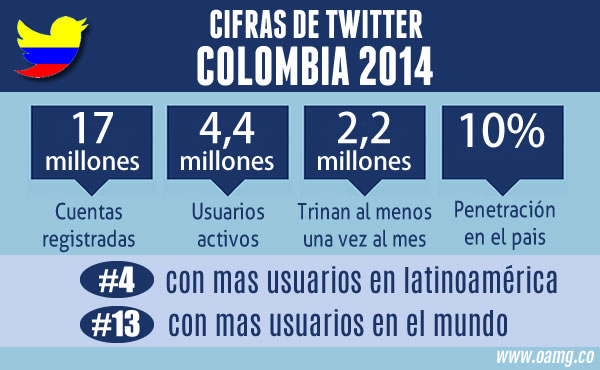 CIFRAS DE TWITTER
COLOMBIA 2014
17
millones
Cuentas
registradas
4,4
millones
Usuarios
activos
2,2
millones
Trinan al menos
una vez al mes
10%
Penetración
en el pais
#4 con mas usuarios en latinoamérica
#13 con mas usuarios en el mundo
www.oamg.co